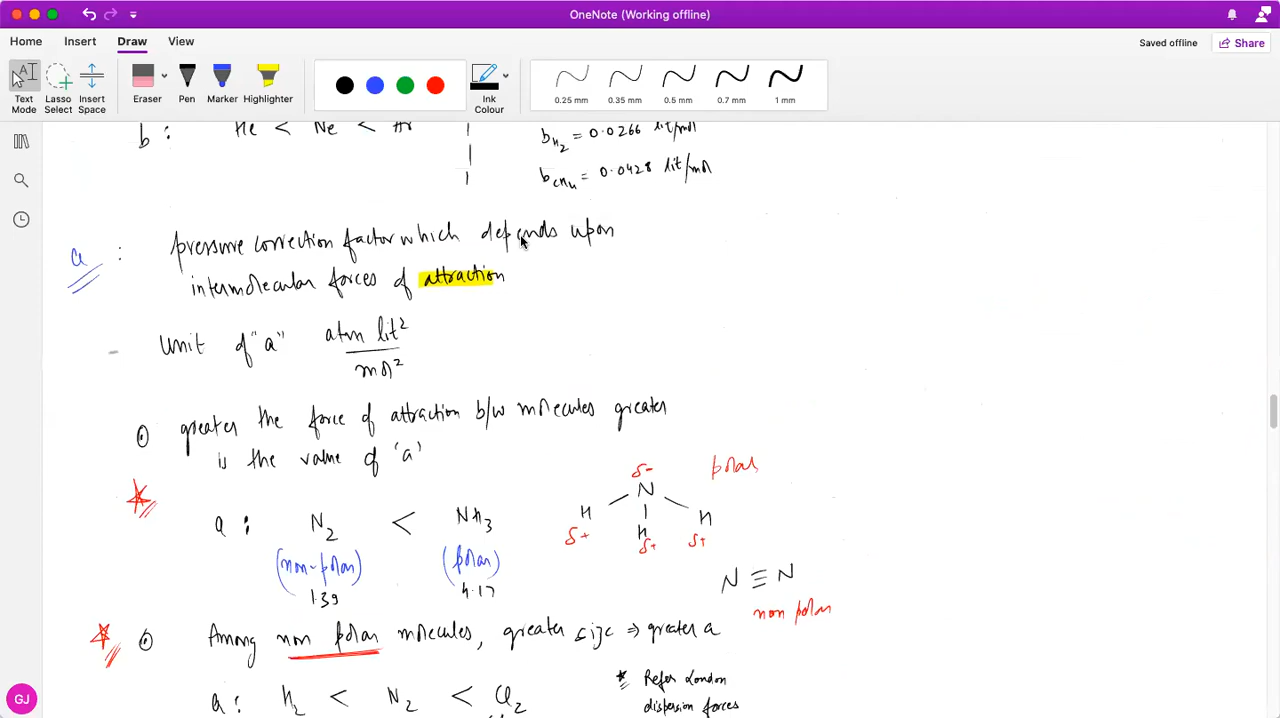 OneNote (Working offline)
Home Insert Draw View
Saved offline Share
Text Mode
Lasso Select
Insert Space
Eraser
Pen
Marker
Highlighter
Ink Colour
0.25 mm 0.35 mm 0.5 mm 0.7 mm 1 mm
b : He < Ne < Ar
b H2 = 0.0266 lit/mol
b CH4 = 0.0428 lit/mol
a : pressure correction factor which depends upon
intermolecular forces of attraction
- Unit of "a" atm lit²
mol²
⊙ greater the force of attraction b/w molecules greater
is the value of 'a'
a : N2 < NH3
(non-polar) (polar)
1.39 4.17
δ- polar
N
H H H
δ+ δ+ δ+
N ≡ N
non polar
⊙ Among non polar molecules, greater size ⇒ greater a
a : H2 < N2 < Cl2
* Refer London
dispersion forces
GJ